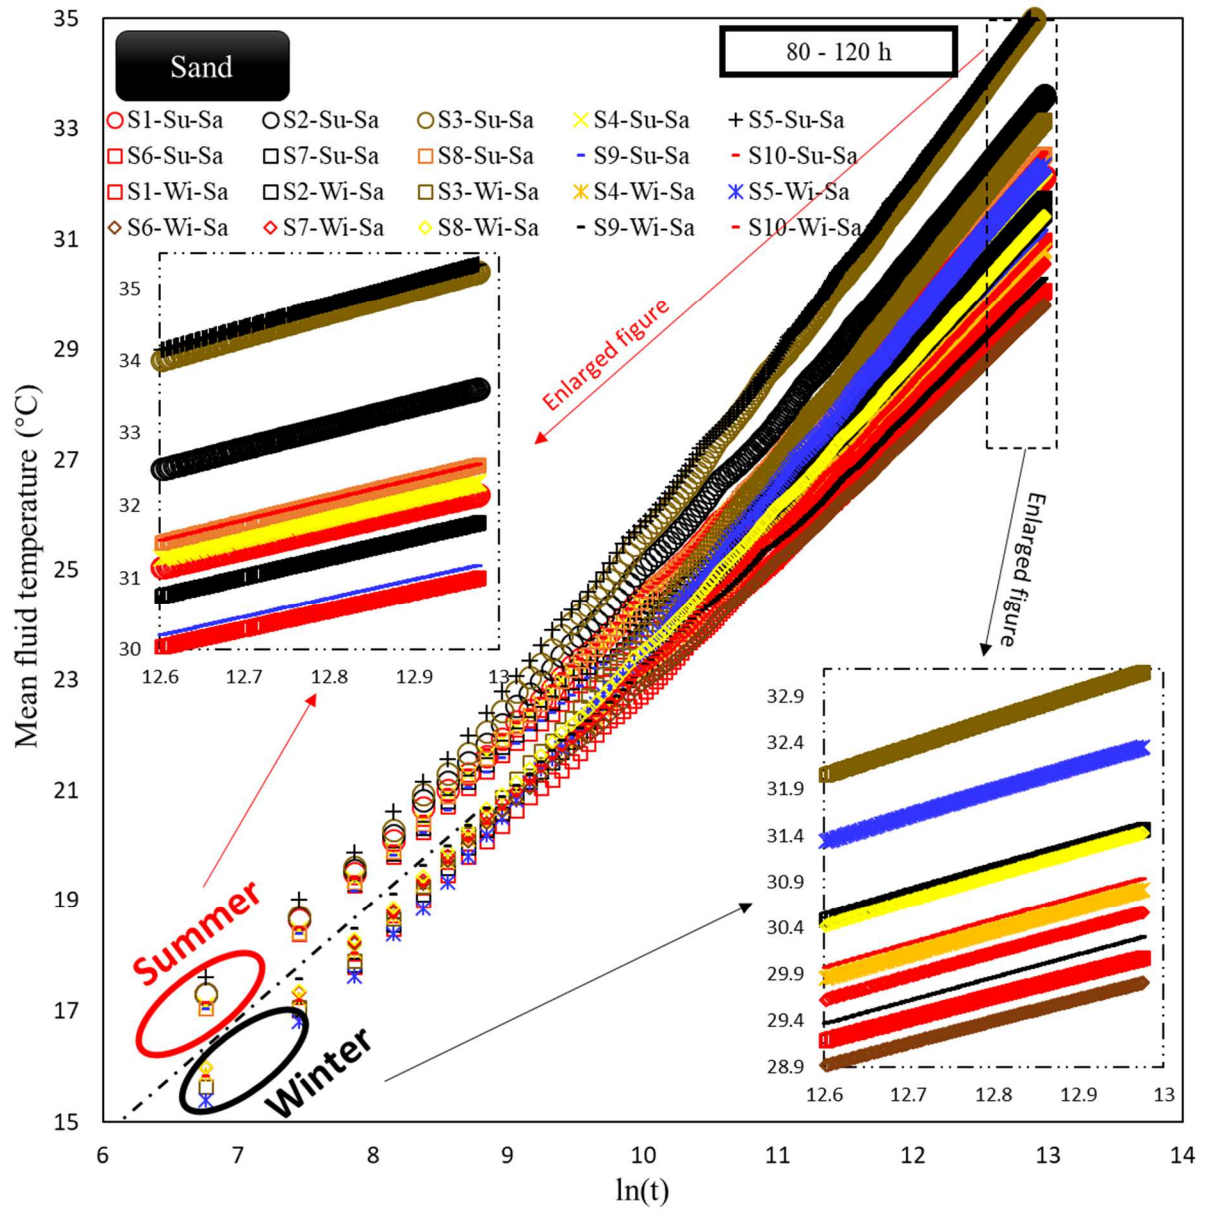 35
33
31
29
27
25
23
21
19
17
15
Mean fluid temperature (°C)
Sand
80 - 120 h
S1-Su-Sa S2-Su-Sa S3-Su-Sa S4-Su-Sa S5-Su-Sa
S6-Su-Sa S7-Su-Sa S8-Su-Sa S9-Su-Sa S10-Su-Sa
S1-Wi-Sa S2-Wi-Sa S3-Wi-Sa S4-Wi-Sa S5-Wi-Sa
S6-Wi-Sa S7-Wi-Sa S8-Wi-Sa S9-Wi-Sa S10-Wi-Sa
35
34
33
32
31
30
12.6 12.7 12.8 12.9 13
Enlarged figure
Enlarged figure
32.9
32.4
31.9
31.4
30.9
30.4
29.9
29.4
28.9
12.6 12.7 12.8 12.9 13
Summer
Winter
6 7 8 9 10 11 12 13 14
ln(t)